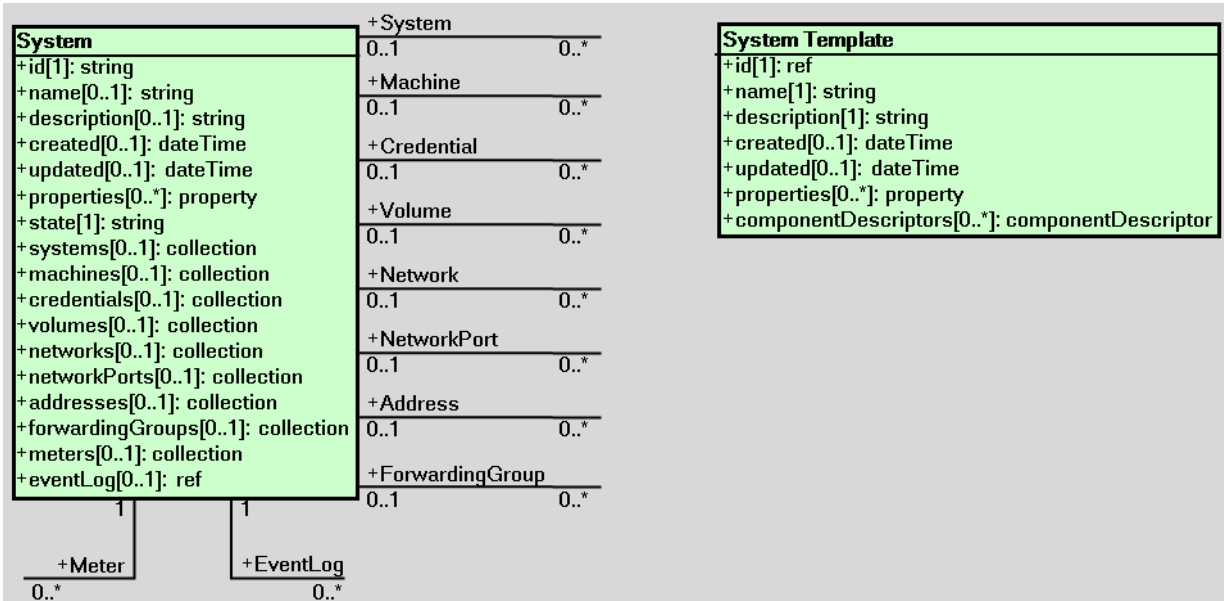 System
+id[1]: string
+name[0..1]: string
+description[0..1]: string
+created[0..1]: dateTime
+updated[0..1]: dateTime
+properties[0..*]: property
+state[1]: string
+systems[0..1]: collection
+machines[0..1]: collection
+credentials[0..1]: collection
+volumes[0..1]: collection
+networks[0..1]: collection
+networkPorts[0..1]: collection
+addresses[0..1]: collection
+forwardingGroups[0..1]: collection
+meters[0..1]: collection
+eventLog[0..1]: ref
+System
0..1 0..*
+Machine
0..1 0..*
+Credential
0..1 0..*
+Volume
0..1 0..*
+Network
0..1 0..*
+NetworkPort
0..1 0..*
+Address
0..1 0..*
+ForwardingGroup
0..1 0..*
1 1
+Meter +EventLog
0..* 0..*
System Template
+id[1]: ref
+name[1]: string
+description[1]: string
+created[0..1]: dateTime
+updated[0..1]: dateTime
+properties[0..*]: property
+componentDescriptors[0..*]: componentDescriptor